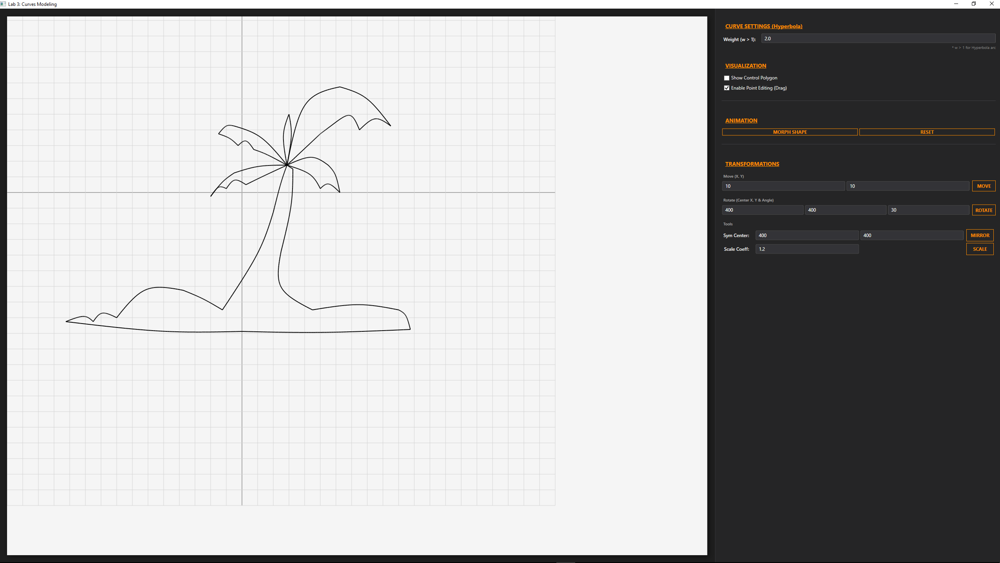 Lab 3: Curves Modeling
CURVE SETTINGS (Hyperbola)
Weight (w > 1): 2.0
* w > 1 for Hyperbola arc
VISUALIZATION
Show Control Polygon
Enable Point Editing (Drag)
ANIMATION
MORPH SHAPE RESET
TRANSFORMATIONS
Move (X, Y)
10 10 MOVE
Rotate (Center X, Y & Angle)
400 400 30 ROTATE
Tools
Sym Center: 400 400 MIRROR
Scale Coeff: 1.2 SCALE